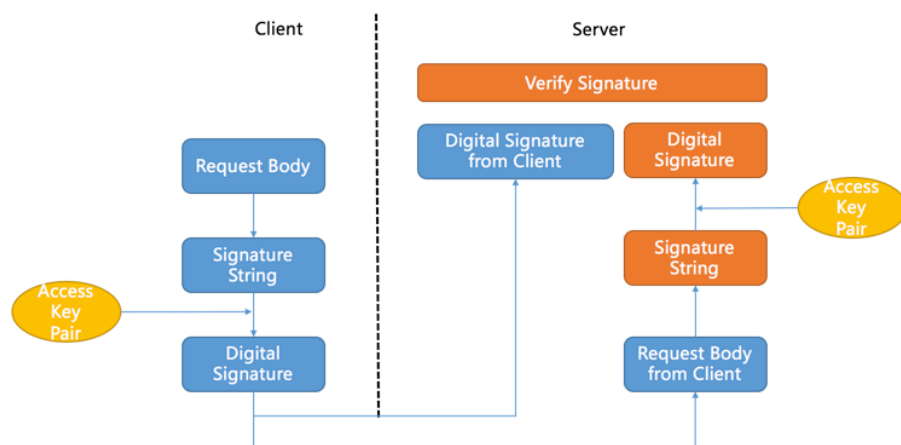 Client
Server
Verify Signature
Request Body
Digital Signature
from Client
Digital
Signature
Access
Key
Pair
Signature
String
Signature
String
Access
Key
Pair
Digital
Signature
Request Body
from Client